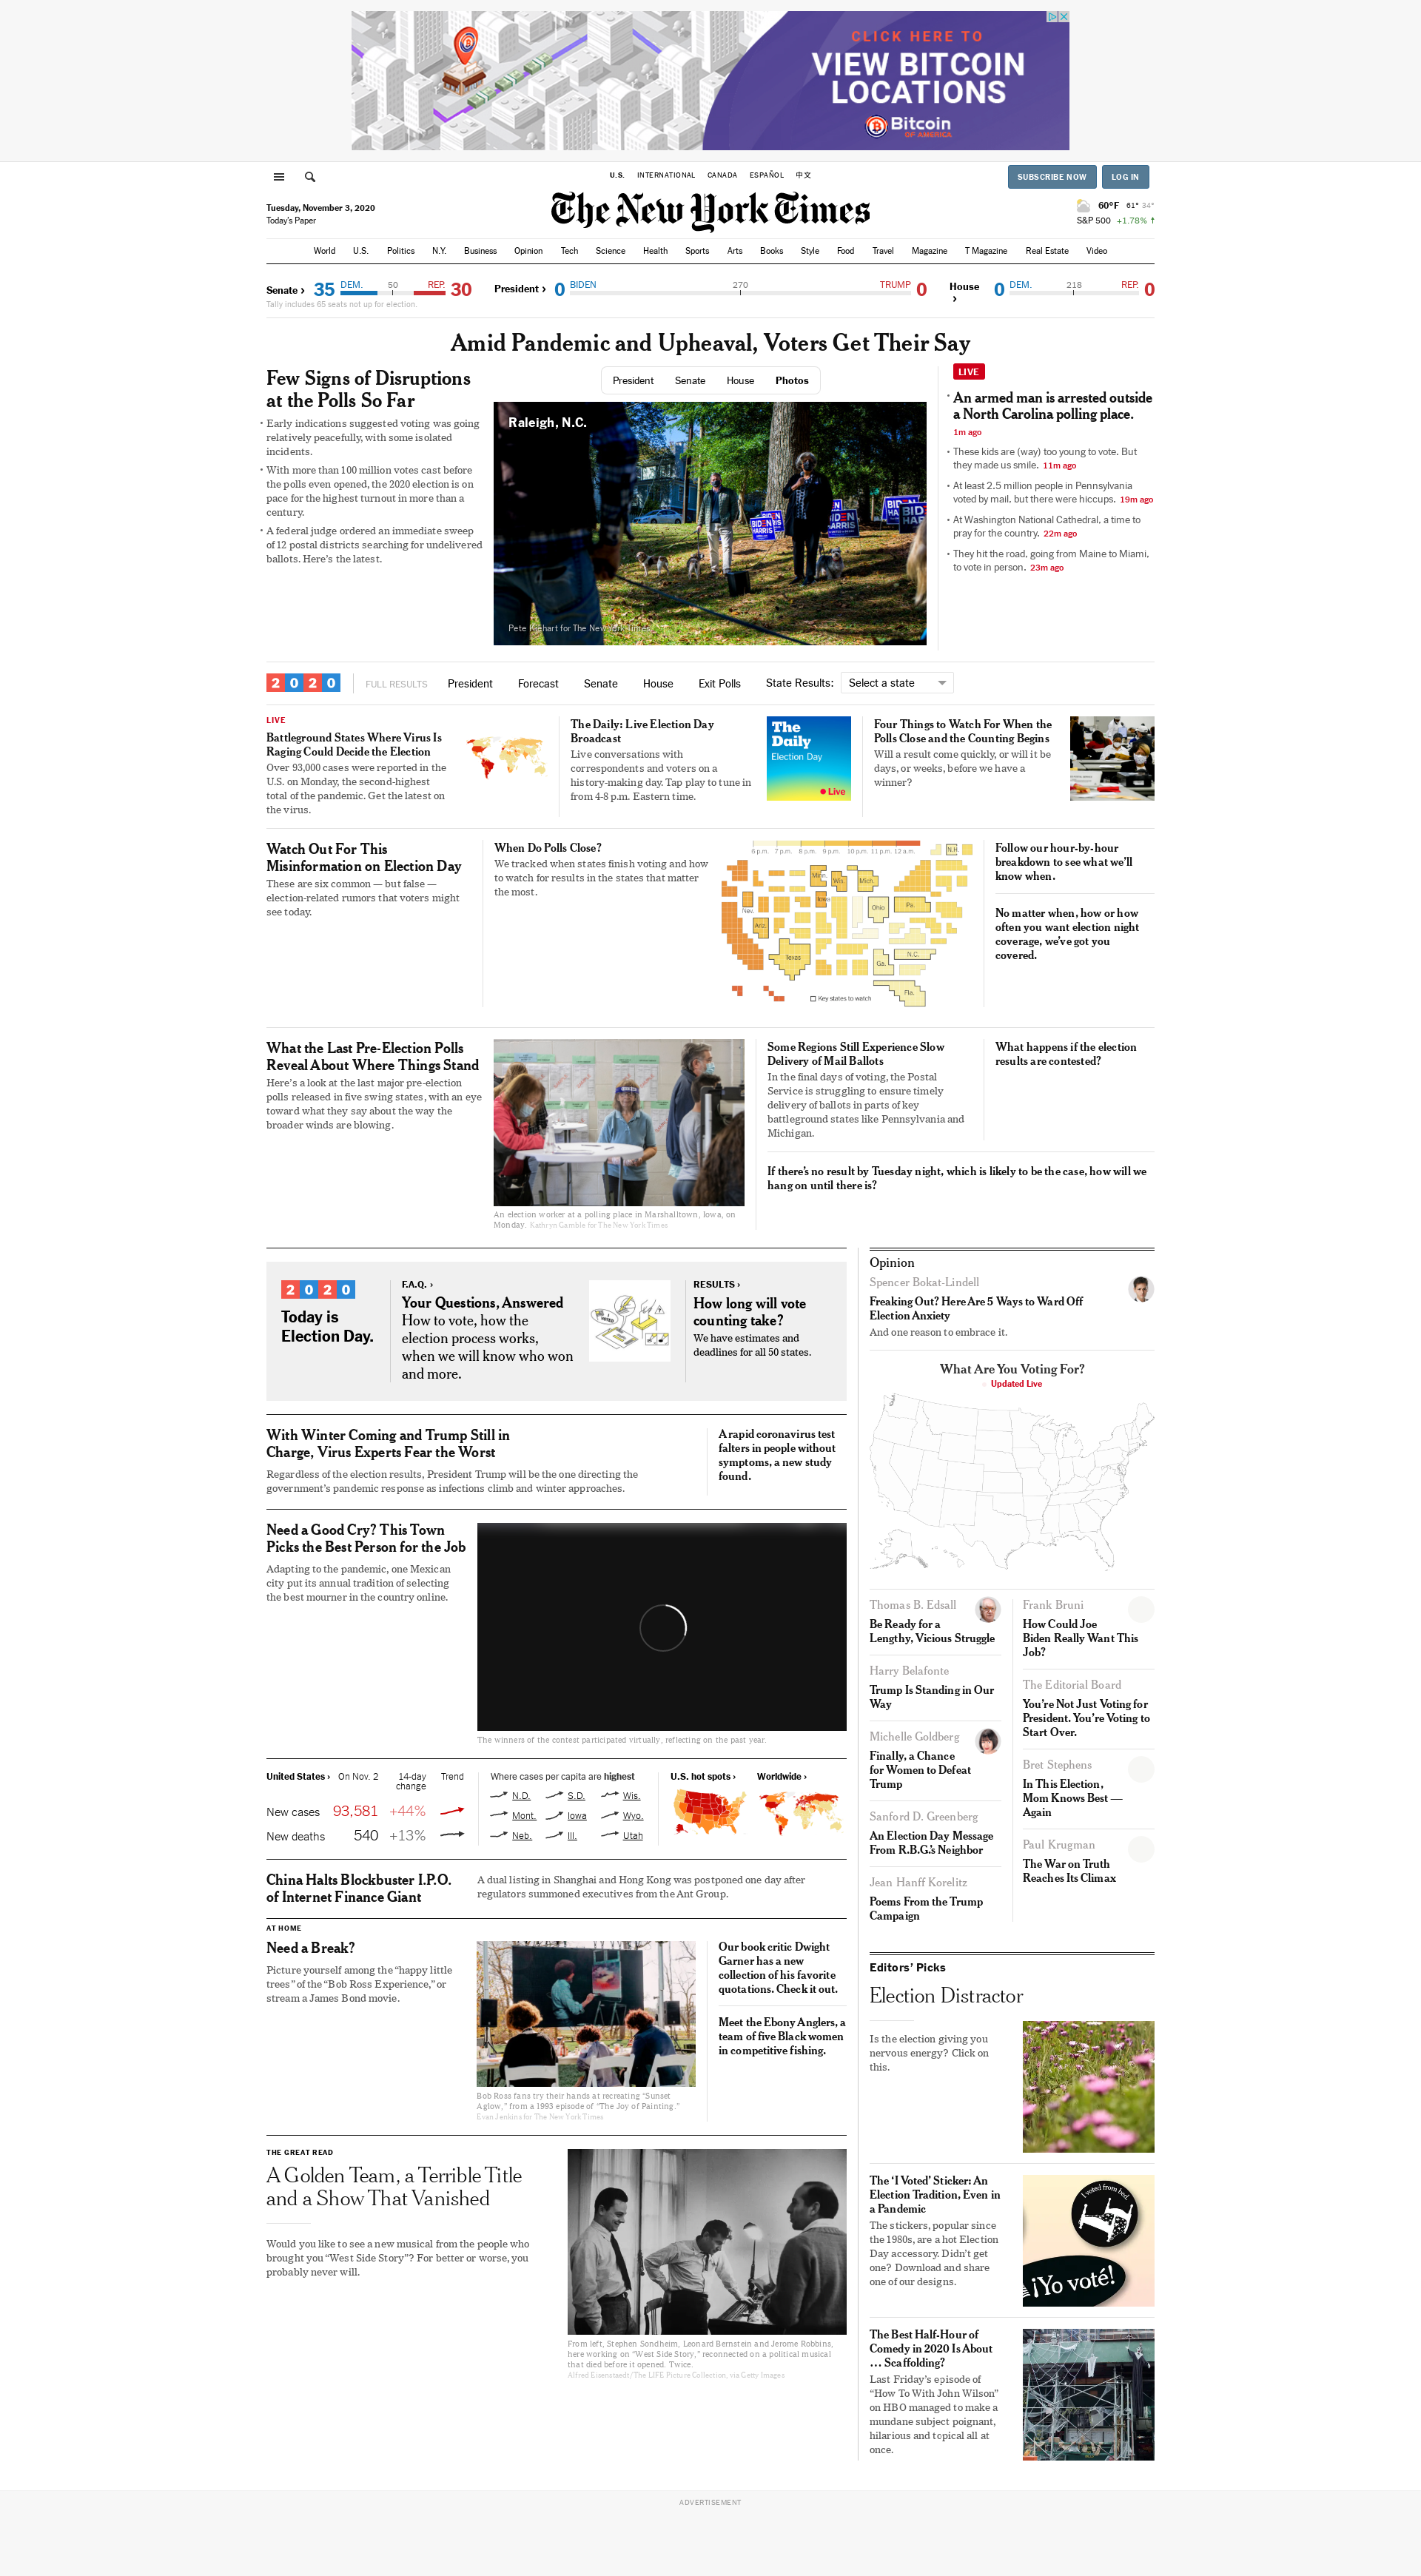 CLICK HERE TO
VIEW BITCOIN
LOCATIONS
Bitcoin
OF AMERICA
U.S.
INTERNATIONAL
CANADA
ESPAÑOL
中文
SUBSCRIBE NOW
LOG IN
Tuesday, November 3, 2020
Today's Paper
The New York Times
60°F 61° 34°
S&P 500 +1.78% ↑
World U.S. Politics N.Y. Business Opinion Tech Science Health Sports Arts Books Style Food Travel Magazine T Magazine Real Estate Video
Senate › 35 DEM. 50 REP. 30
Tally includes 65 seats not up for election.
President › 0 BIDEN 270 TRUMP 0
House › 0 DEM. 218 REP. 0
Amid Pandemic and Upheaval, Voters Get Their Say
Few Signs of Disruptions
at the Polls So Far
Early indications suggested voting was going
relatively peacefully, with some isolated
incidents.
With more than 100 million votes cast before
the polls even opened, the 2020 election is on
pace for the highest turnout in more than a
century.
A federal judge ordered an immediate sweep
of 12 postal districts searching for undelivered
ballots. Here's the latest.
President Senate House Photos
Raleigh, N.C.
BIDEN
HARRIS
BIDEN
HARRIS
Pete Kiehart for The New York Times
LIVE
An armed man is arrested outside
a North Carolina polling place.
1m ago
These kids are (way) too young to vote. But
they made us smile. 11m ago
At least 2.5 million people in Pennsylvania
voted by mail, but there were hiccups. 19m ago
At Washington National Cathedral, a time to
pray for the country. 22m ago
They hit the road, going from Maine to Miami,
to vote in person. 23m ago
2020
FULL RESULTS President Forecast Senate House Exit Polls State Results: Select a state
LIVE
Battleground States Where Virus Is
Raging Could Decide the Election
Over 93,000 cases were reported in the
U.S. on Monday, the second-highest
total of the pandemic. Get the latest on
the virus.
The Daily: Live Election Day
Broadcast
Live conversations with
correspondents and voters on a
history-making day. Tap play to tune in
from 4-8 p.m. Eastern time.
The
Daily
Election Day
Live
Four Things to Watch For When the
Polls Close and the Counting Begins
Will a result come quickly, or will it be
days, or weeks, before we have a
winner?
Watch Out For This
Misinformation on Election Day
These are six common — but false —
election-related rumors that voters might
see today.
When Do Polls Close?
We tracked when states finish voting and how
to watch for results in the states that matter
the most.
6 p.m. 7 p.m. 8 p.m. 9 p.m. 10 p.m. 11 p.m. 12 a.m.
N.H.
Minn.
Wis.
Mich.
Iowa
Nev.
Ohio
Pa.
Ariz.
Texas
N.C.
Ga.
Fla.
Key states to watch
Follow our hour-by-hour
breakdown to see what we'll
know when.
No matter when, how or how
often you want election night
coverage, we've got you
covered.
What the Last Pre-Election Polls
Reveal About Where Things Stand
Here's a look at the last major pre-election
polls released in five swing states, with an eye
toward what they say about the way the
broader winds are blowing.
An election worker at a polling place in Marshalltown, Iowa, on
Monday. Kathryn Gamble for The New York Times
Some Regions Still Experience Slow
Delivery of Mail Ballots
In the final days of voting, the Postal
Service is struggling to ensure timely
delivery of ballots in parts of key
battleground states like Pennsylvania and
Michigan.
What happens if the election
results are contested?
If there's no result by Tuesday night, which is likely to be the case, how will we
hang on until there is?
2020
Today is
Election Day.
F.A.Q. ›
Your Questions, Answered
How to vote, how the
election process works,
when we will know who won
and more.
RESULTS ›
How long will vote
counting take?
We have estimates and
deadlines for all 50 states.
With Winter Coming and Trump Still in
Charge, Virus Experts Fear the Worst
Regardless of the election results, President Trump will be the one directing the
government's pandemic response as infections climb and winter approaches.
A rapid coronavirus test
falters in people without
symptoms, a new study
found.
Need a Good Cry? This Town
Picks the Best Person for the Job
Adapting to the pandemic, one Mexican
city put its annual tradition of selecting
the best mourner in the country online.
The winners of the contest participated virtually, reflecting on the past year.
United States › On Nov. 2 14-day change Trend
New cases 93,581 +44%
New deaths 540 +13%
Where cases per capita are highest
N.D. S.D. Wis.
Mont. Iowa Wyo.
Neb. Ill. Utah
U.S. hot spots › Worldwide ›
China Halts Blockbuster I.P.O.
of Internet Finance Giant
A dual listing in Shanghai and Hong Kong was postponed one day after
regulators summoned executives from the Ant Group.
AT HOME
Need a Break?
Picture yourself among the “happy little
trees” of the “Bob Ross Experience,” or
stream a James Bond movie.
Bob Ross fans try their hands at recreating “Sunset
Aglow,” from a 1993 episode of “The Joy of Painting.”
Evan Jenkins for The New York Times
Our book critic Dwight
Garner has a new
collection of his favorite
quotations. Check it out.
Meet the Ebony Anglers, a
team of five Black women
in competitive fishing.
THE GREAT READ
A Golden Team, a Terrible Title
and a Show That Vanished
Would you like to see a new musical from the people who
brought you “West Side Story”? For better or worse, you
probably never will.
From left, Stephen Sondheim, Leonard Bernstein and Jerome Robbins,
here working on “West Side Story,” reconnected on a political musical
that died before it opened. Twice.
Alfred Eisenstaedt/The LIFE Picture Collection, via Getty Images
Opinion
Spencer Bokat-Lindell
Freaking Out? Here Are 5 Ways to Ward Off
Election Anxiety
And one reason to embrace it.
What Are You Voting For?
Updated Live
Thomas B. Edsall
Be Ready for a
Lengthy, Vicious Struggle
Harry Belafonte
Trump Is Standing in Our
Way
Michelle Goldberg
Finally, a Chance
for Women to Defeat
Trump
Sanford D. Greenberg
An Election Day Message
From R.B.G.'s Neighbor
Jean Hanff Korelitz
Poems From the Trump
Campaign
Frank Bruni
How Could Joe
Biden Really Want This
Job?
The Editorial Board
You're Not Just Voting for
President. You're Voting to
Start Over.
Bret Stephens
In This Election,
Mom Knows Best —
Again
Paul Krugman
The War on Truth
Reaches Its Climax
Editors' Picks
Election Distractor
Is the election giving you
nervous energy? Click on
this.
The ‘I Voted’ Sticker: An
Election Tradition, Even in
a Pandemic
The stickers, popular since
the 1980s, are a hot Election
Day accessory. Didn't get
one? Download and share
one of our designs.
I voted from bed.
¡Yo voté!
The Best Half-Hour of
Comedy in 2020 Is About
… Scaffolding?
Last Friday's episode of
“How To With John Wilson”
on HBO managed to make a
mundane subject poignant,
hilarious and topical all at
once.
ADVERTISEMENT